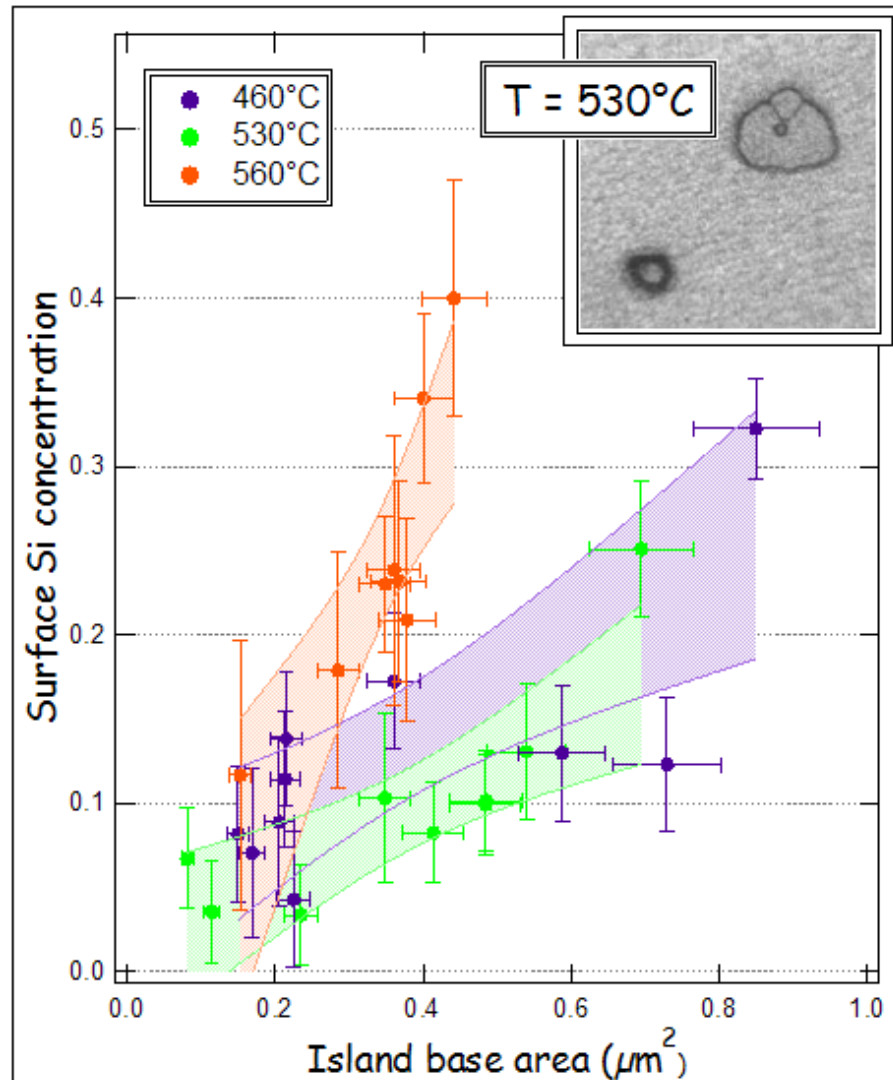 460°C
530°C
560°C
T = 530°C
0.5
0.4
0.3
0.2
0.1
0.0
Surface Si concentration
0.0 0.2 0.4 0.6 0.8 1.0
Island base area (µm²)